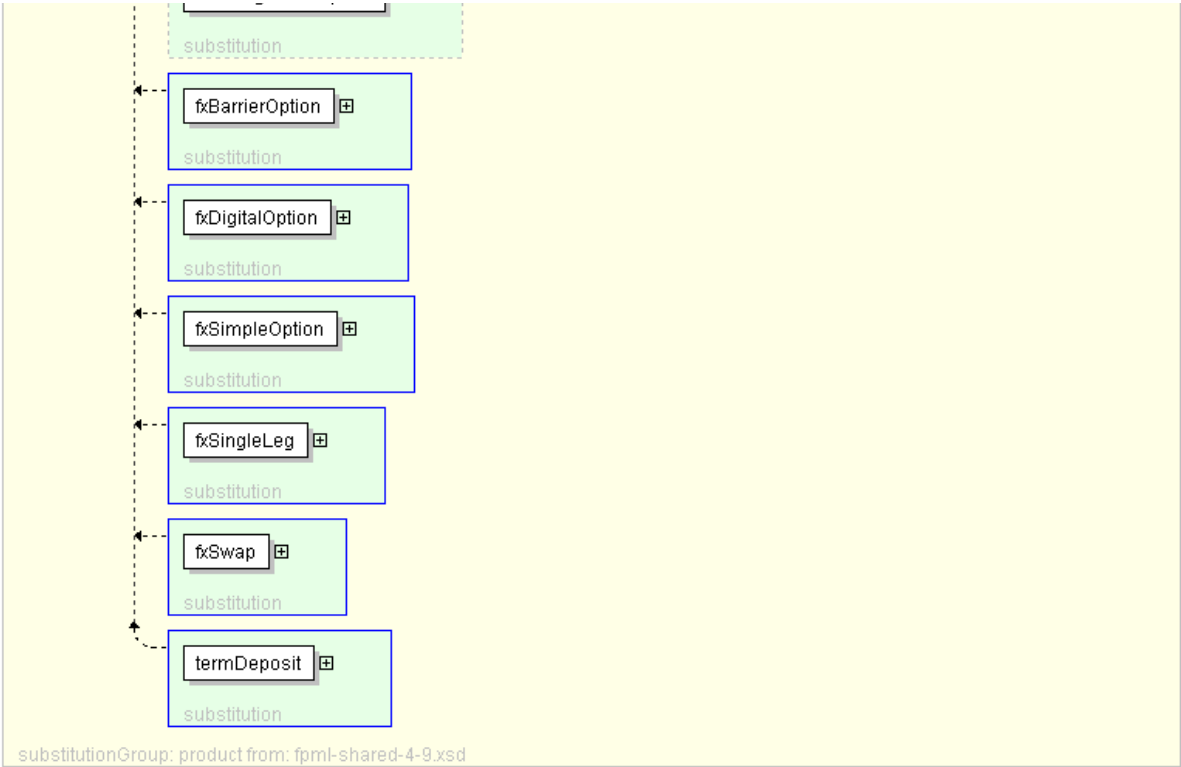 substitution
fxBarrierOption
substitution
fxDigitalOption
substitution
fxSimpleOption
substitution
fxSingleLeg
substitution
fxSwap
substitution
termDeposit
substitution
substitutionGroup: product from: fpml-shared-4-9.xsd